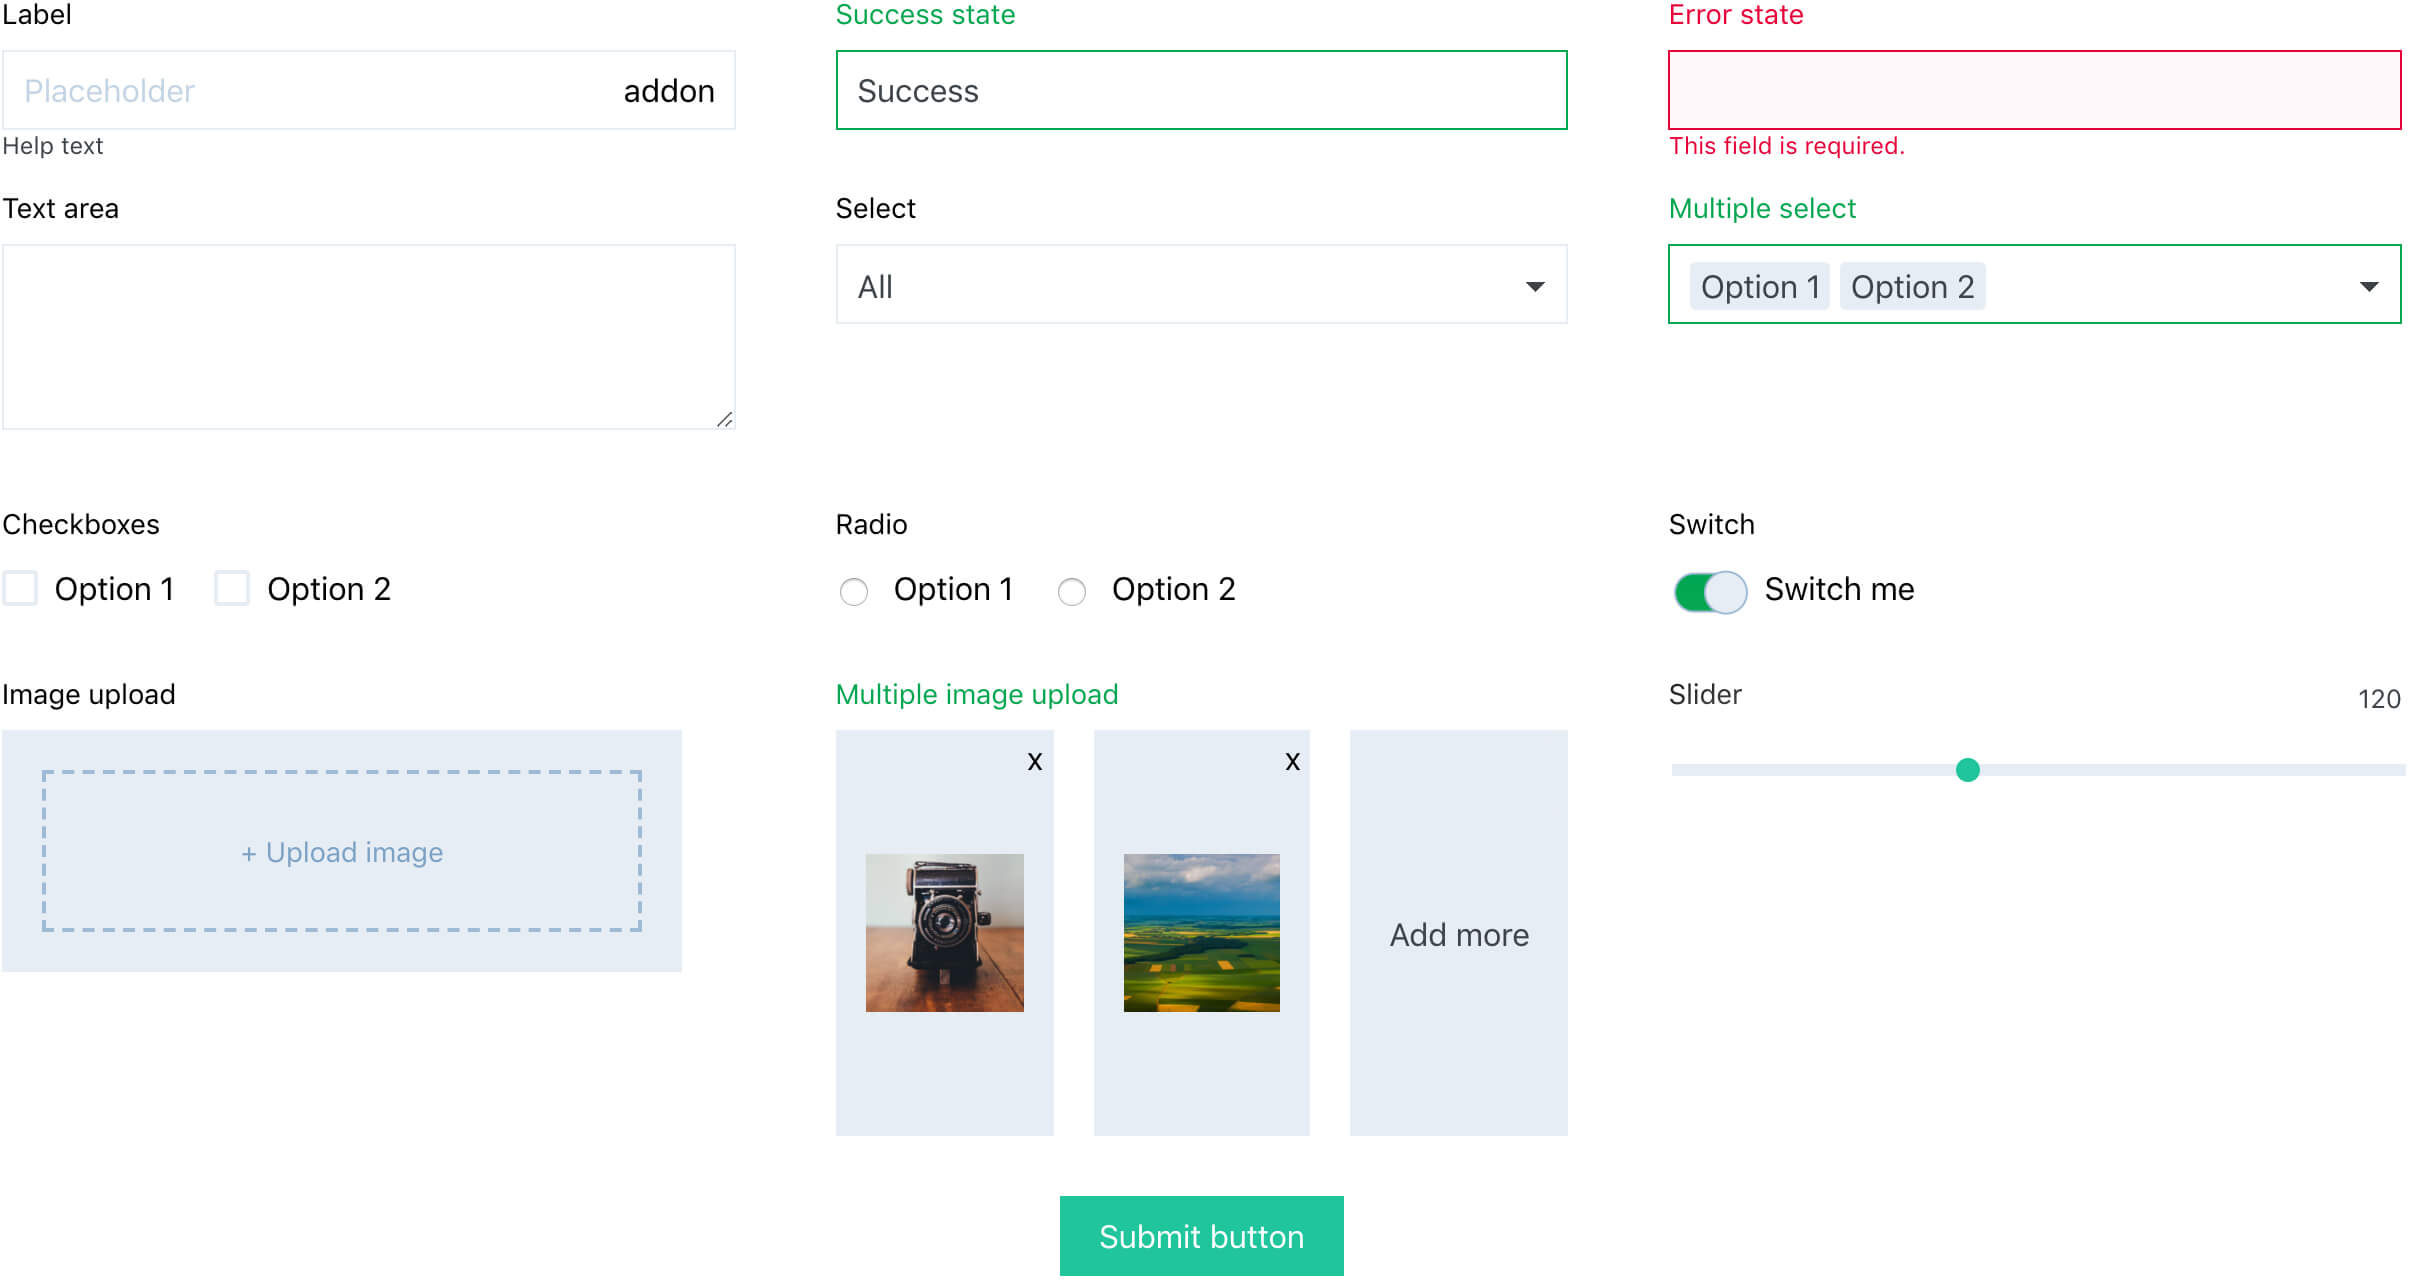 Label
Success state
Error state
Placeholder addon
Success
Help text
This field is required.
Text area
Select
Multiple select
All
Option 1 Option 2
Checkboxes
Radio
Switch
Option 1 Option 2
Option 1 Option 2
Switch me
Image upload
Multiple image upload
Slider 120
x
x
+ Upload image
Add more
Submit button